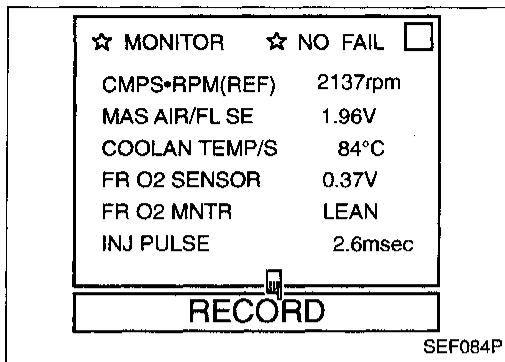 ☆ MONITOR ☆ NO FAIL
CMPS•RPM(REF) 2137rpm
MAS AIR/FL SE 1.96V
COOLAN TEMP/S 84°C
FR O2 SENSOR 0.37V
FR O2 MNTR LEAN
INJ PULSE 2.6msec
RECORD
SEF084P